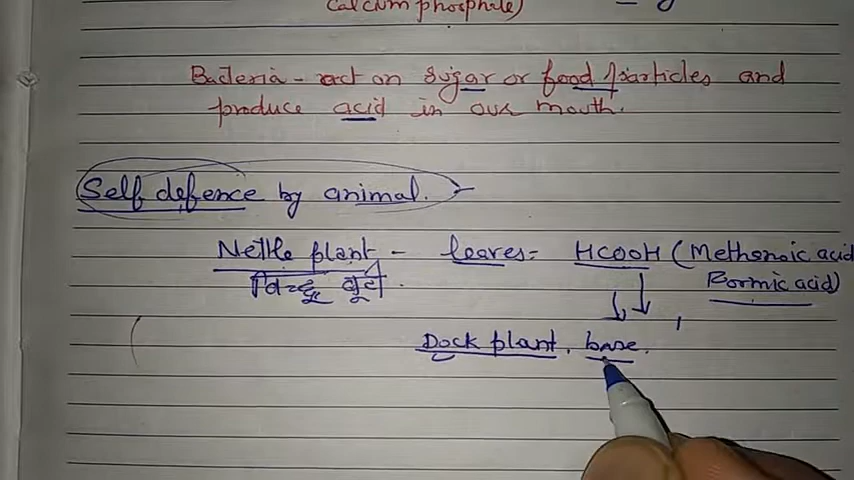 calcium phosphate)
Bacteria - act on sugar or food particles and
produce acid in our mouth.
Self defence by animal. -
Nettle plant - leaves = HCOOH (Methanoic acid
बिच्छू बूटी. Formic acid)
Dock plant, base.